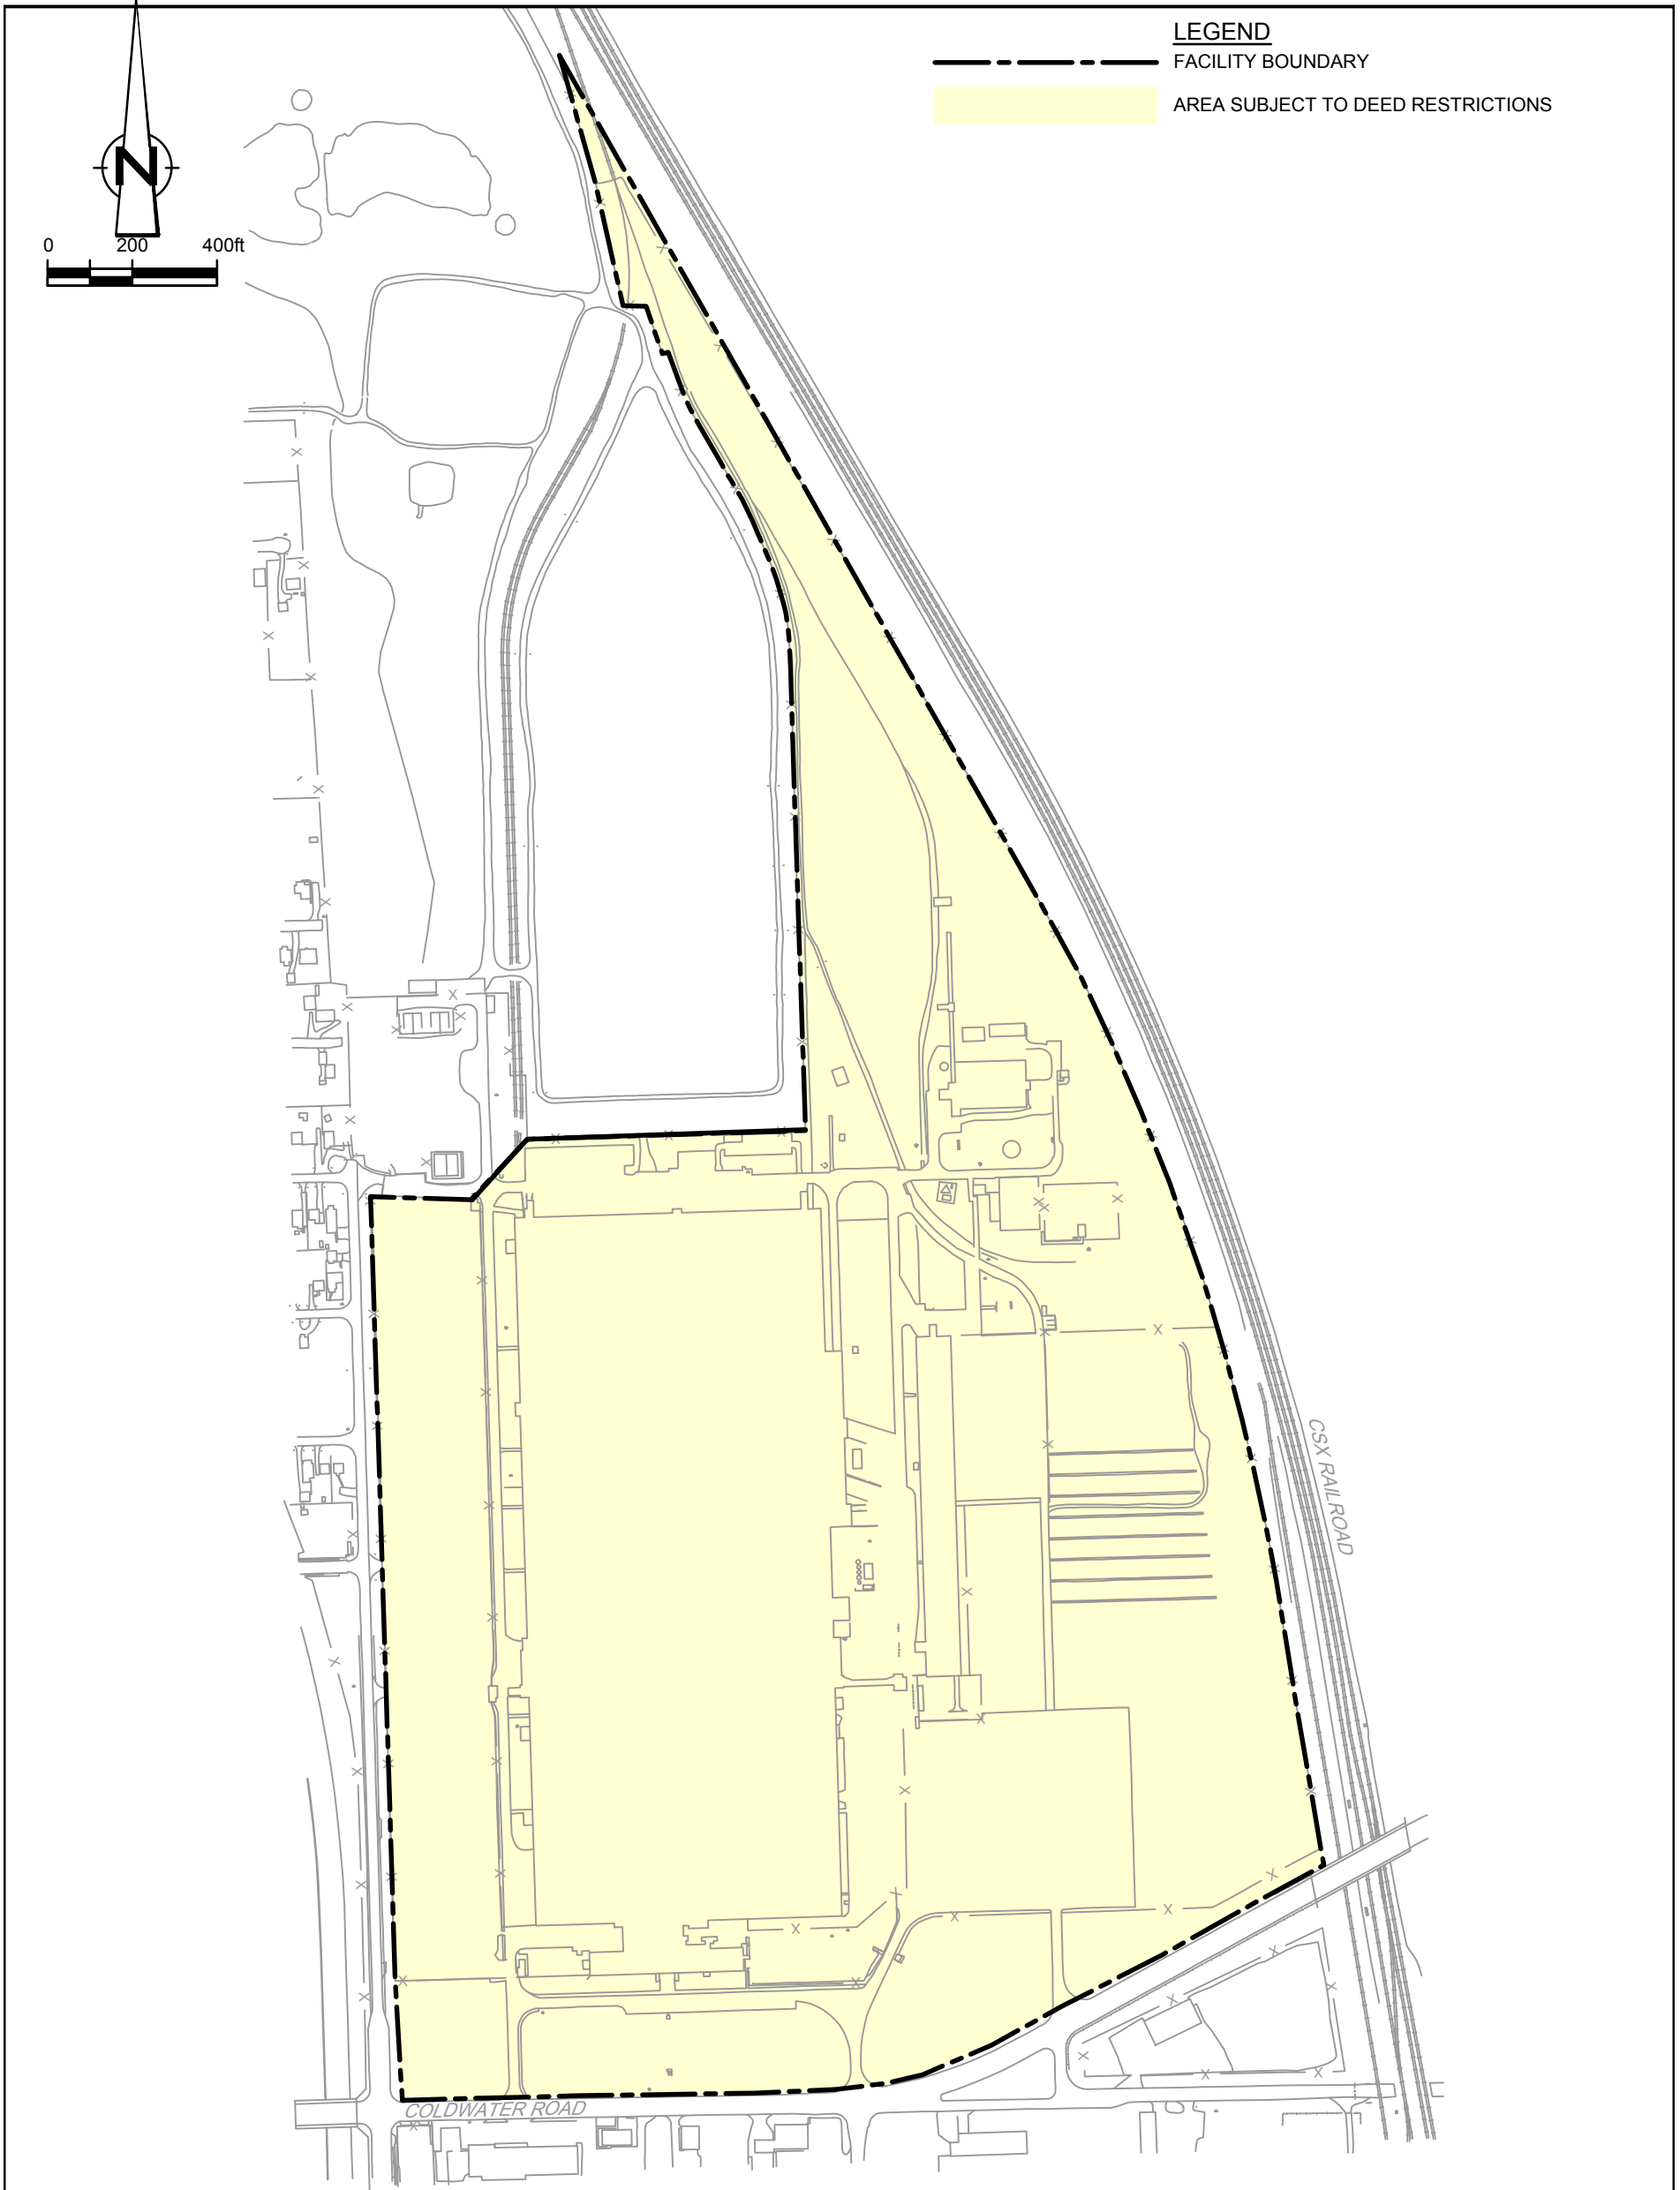 LEGEND
FACILITY BOUNDARY
AREA SUBJECT TO DEED RESTRICTIONS
N
0 200 400ft
CSX RAILROAD
COLDWATER ROAD